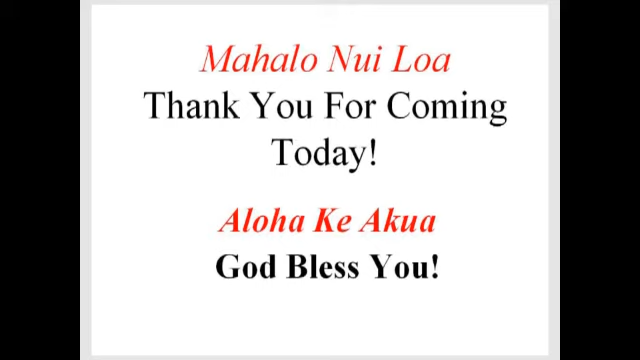 Mahalo Nui Loa
Thank You For Coming
Today!
Aloha Ke Akua
God Bless You!